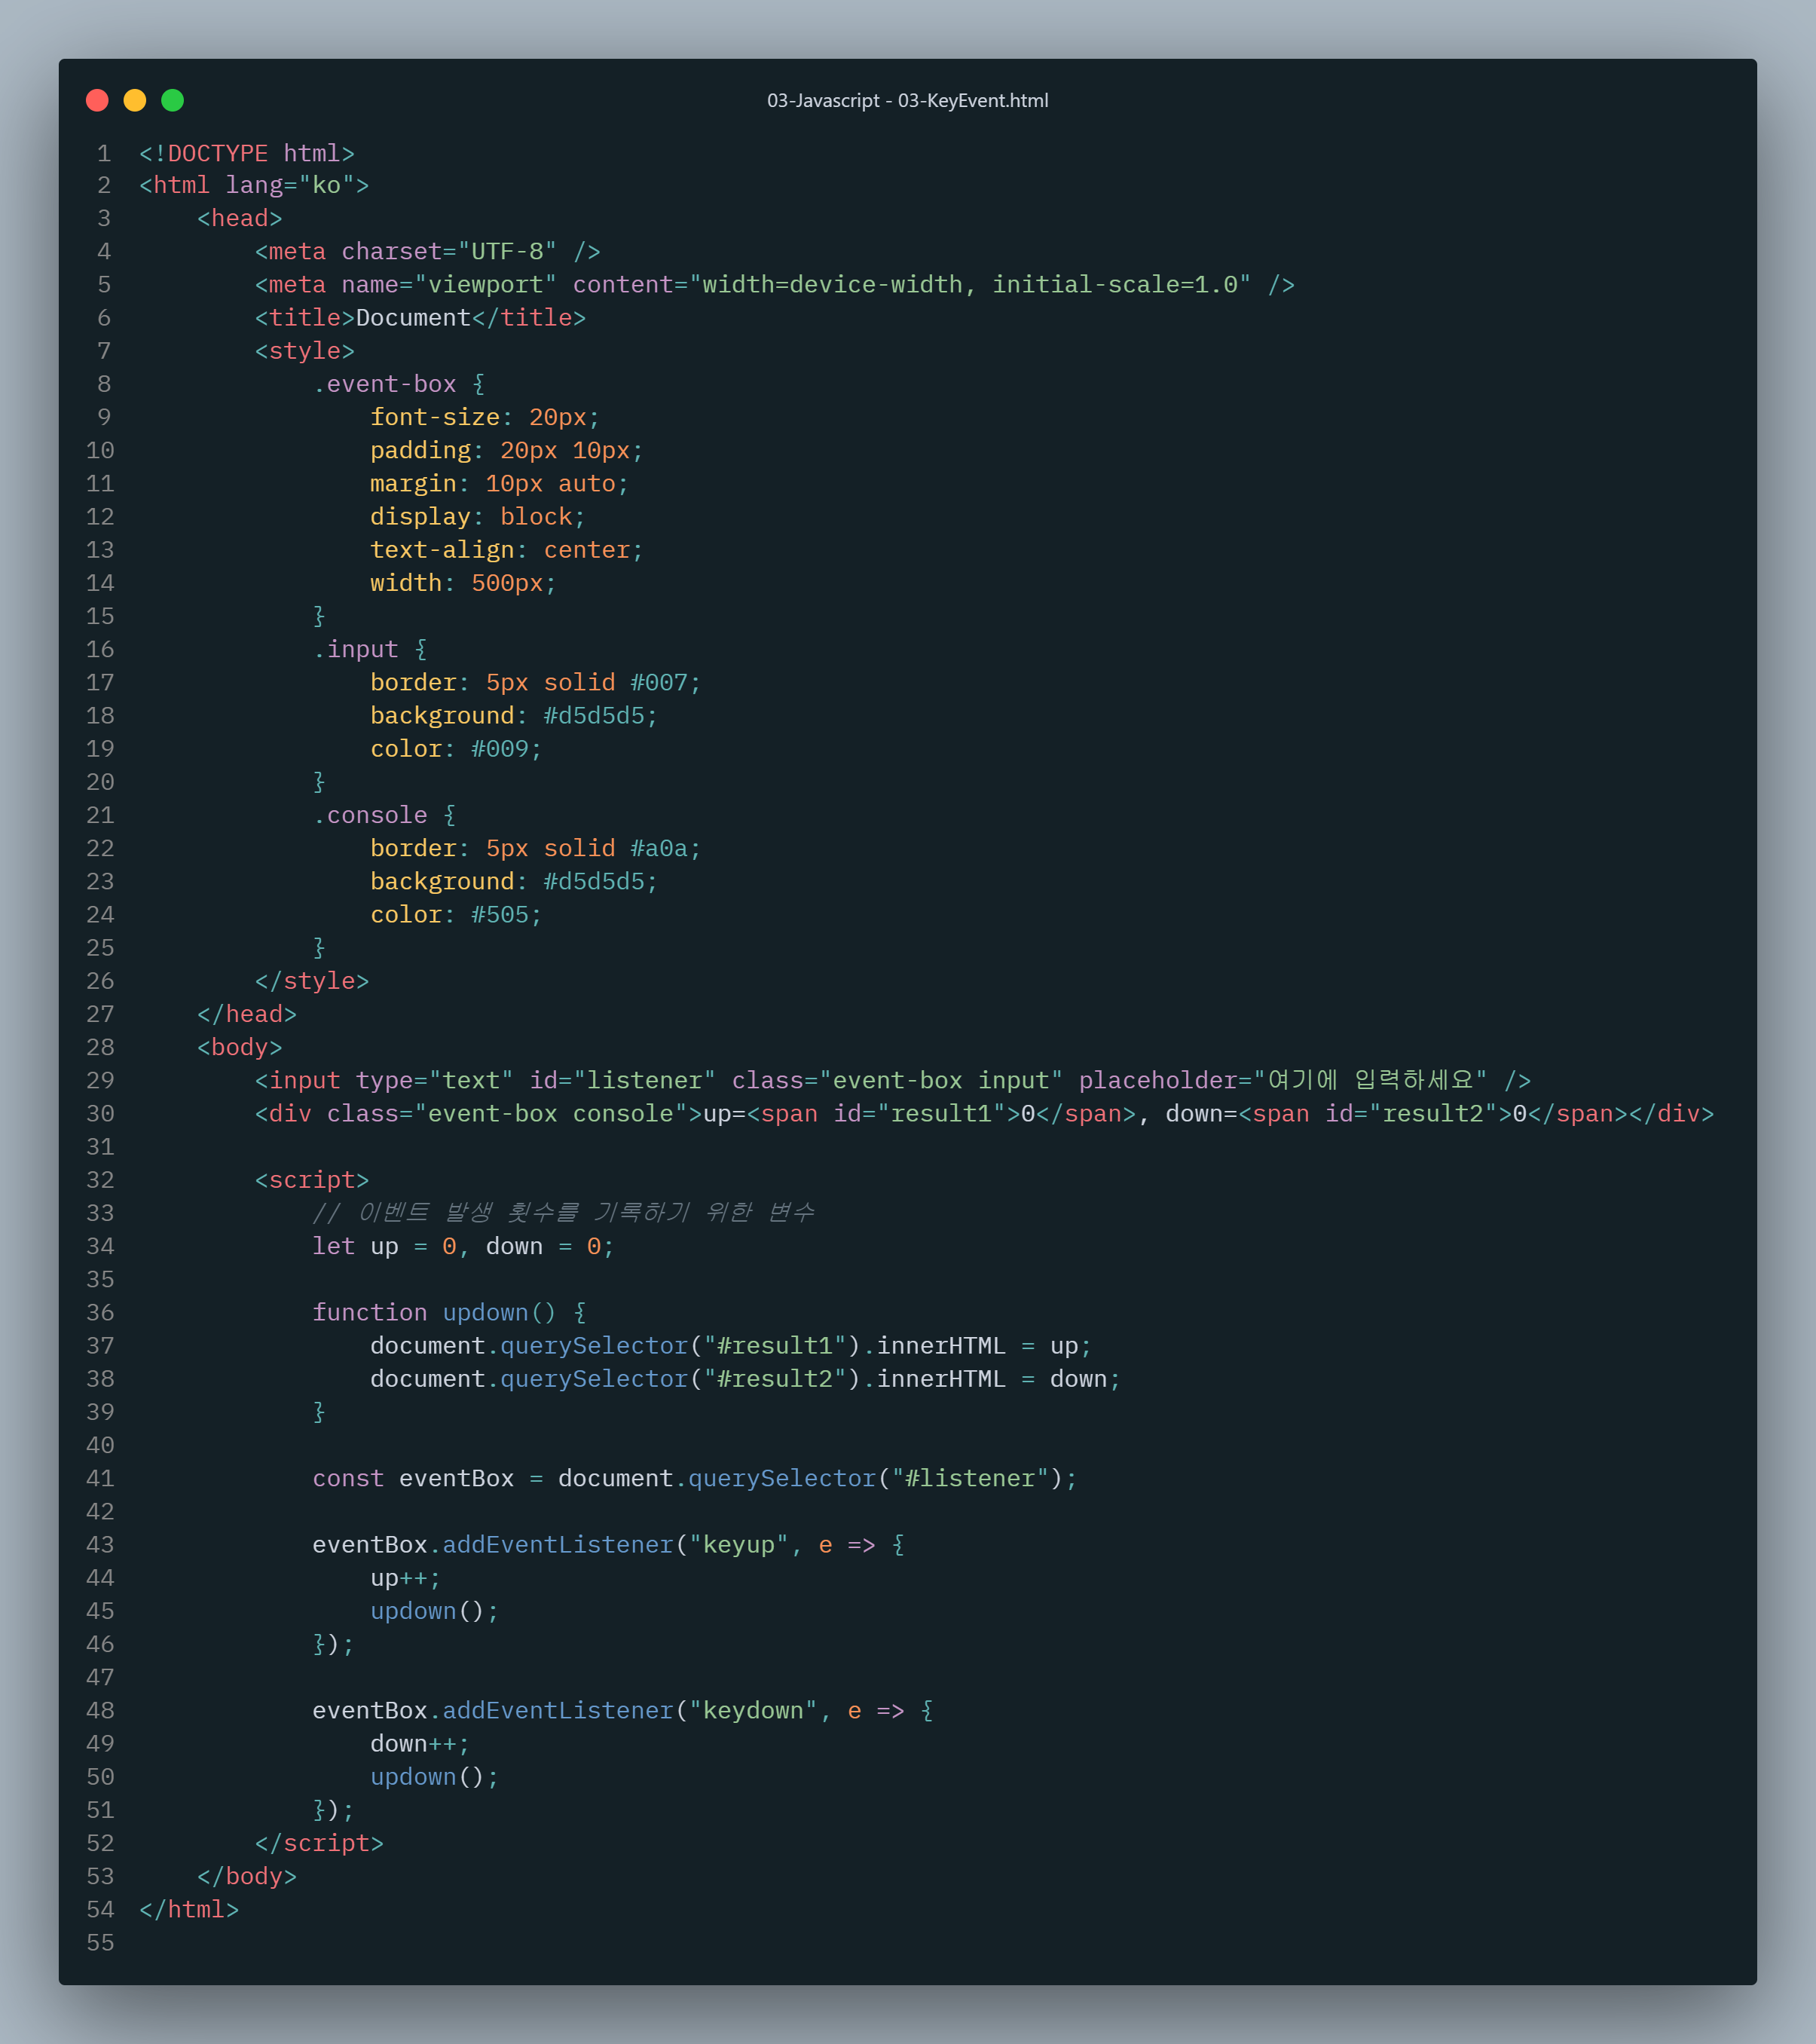 03-Javascript - 03-KeyEvent.html
1 <!DOCTYPE html>
2 <html lang="ko">
3     <head>
4         <meta charset="UTF-8" />
5         <meta name="viewport" content="width=device-width, initial-scale=1.0" />
6         <title>Document</title>
7         <style>
8             .event-box {
9                 font-size: 20px;
10                 padding: 20px 10px;
11                 margin: 10px auto;
12                 display: block;
13                 text-align: center;
14                 width: 500px;
15             }
16             .input {
17                 border: 5px solid #007;
18                 background: #d5d5d5;
19                 color: #009;
20             }
21             .console {
22                 border: 5px solid #a0a;
23                 background: #d5d5d5;
24                 color: #505;
25             }
26         </style>
27     </head>
28     <body>
29         <input type="text" id="listener" class="event-box input" placeholder="여기에 입력하세요" />
30         <div class="event-box console">up=<span id="result1">0</span>, down=<span id="result2">0</span></div>
31
32         <script>
33             // 이벤트 발생 횟수를 기록하기 위한 변수
34             let up = 0, down = 0;
35
36             function updown() {
37                 document.querySelector("#result1").innerHTML = up;
38                 document.querySelector("#result2").innerHTML = down;
39             }
40
41             const eventBox = document.querySelector("#listener");
42
43             eventBox.addEventListener("keyup", e => {
44                 up++;
45                 updown();
46             });
47
48             eventBox.addEventListener("keydown", e => {
49                 down++;
50                 updown();
51             });
52         </script>
53     </body>
54 </html>
55